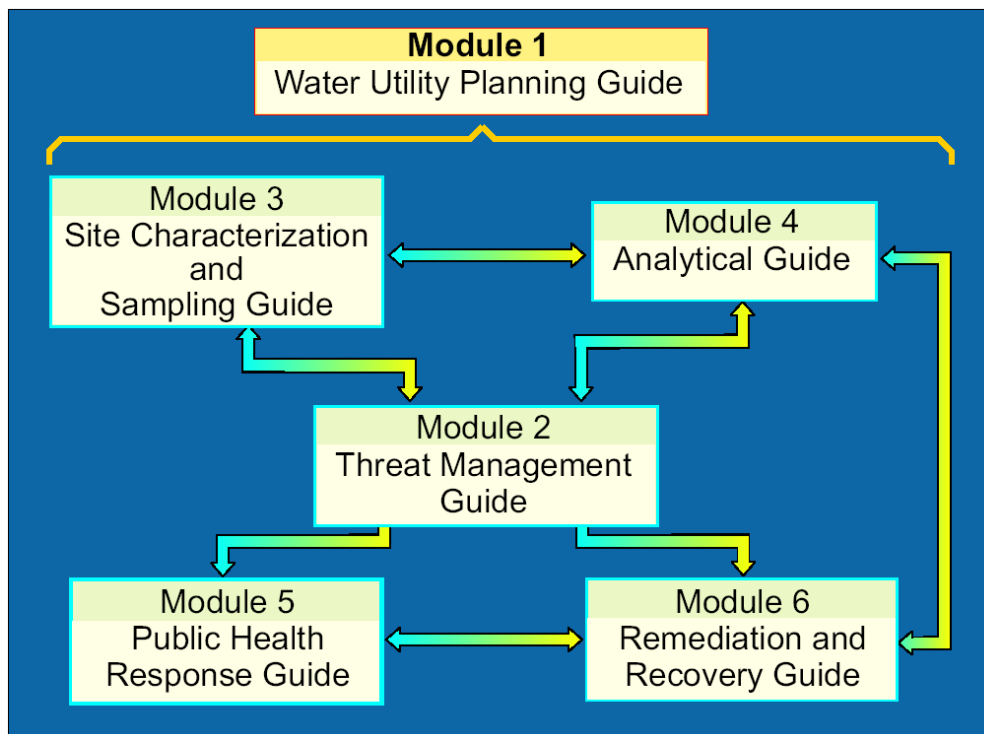 Module 1
Water Utility Planning Guide
Module 3
Site Characterization
and
Sampling Guide
Module 4
Analytical Guide
Module 2
Threat Management
Guide
Module 5
Public Health
Response Guide
Module 6
Remediation and
Recovery Guide